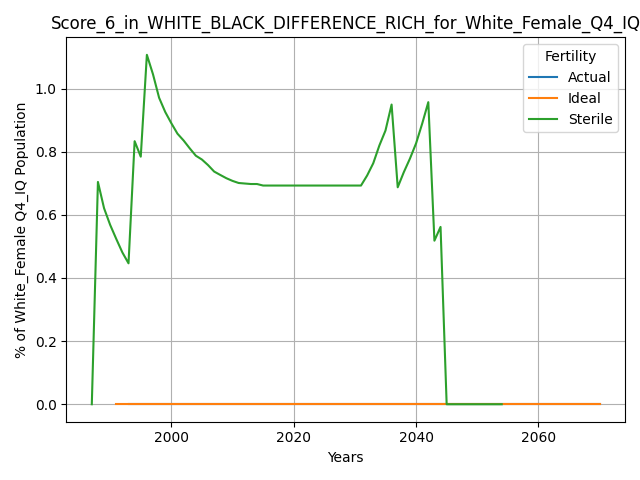 Score_6_in_WHITE_BLACK_DIFFERENCE_RICH_for_White_Female_Q4_IQ
% of White_Female Q4_IQ Population
1.0
0.8
0.6
0.4
0.2
0.0
Fertility
Actual
Ideal
Sterile
2000
2020
2040
2060
Years